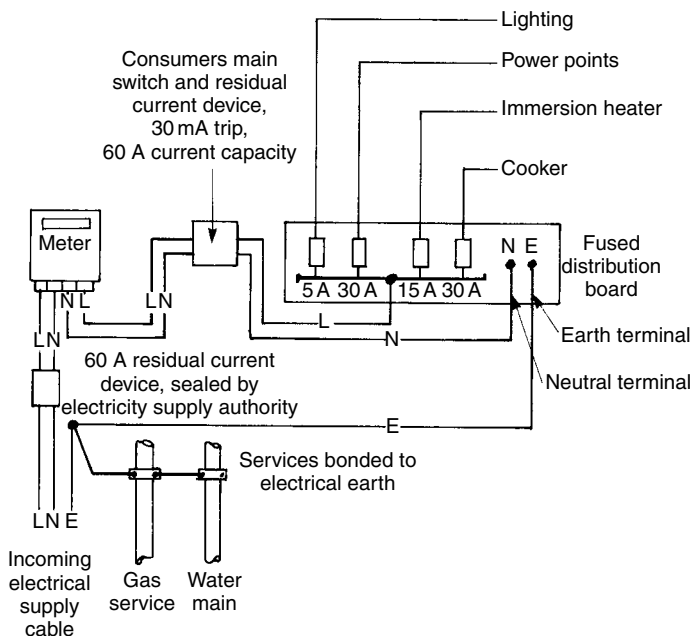 Lighting
Power points
Immersion heater
Cooker
Consumers main
switch and residual
current device,
30 mA trip,
60 A current capacity
Meter
N E
Fused
distribution
board
5 A 30 A 15 A 30 A
N L
L N
L
N
L N
Earth terminal
Neutral terminal
60 A residual current
device, sealed by
electricity supply authority
E
Services bonded to
electrical earth
L N E
Incoming
electrical
supply
cable
Gas
service
Water
main